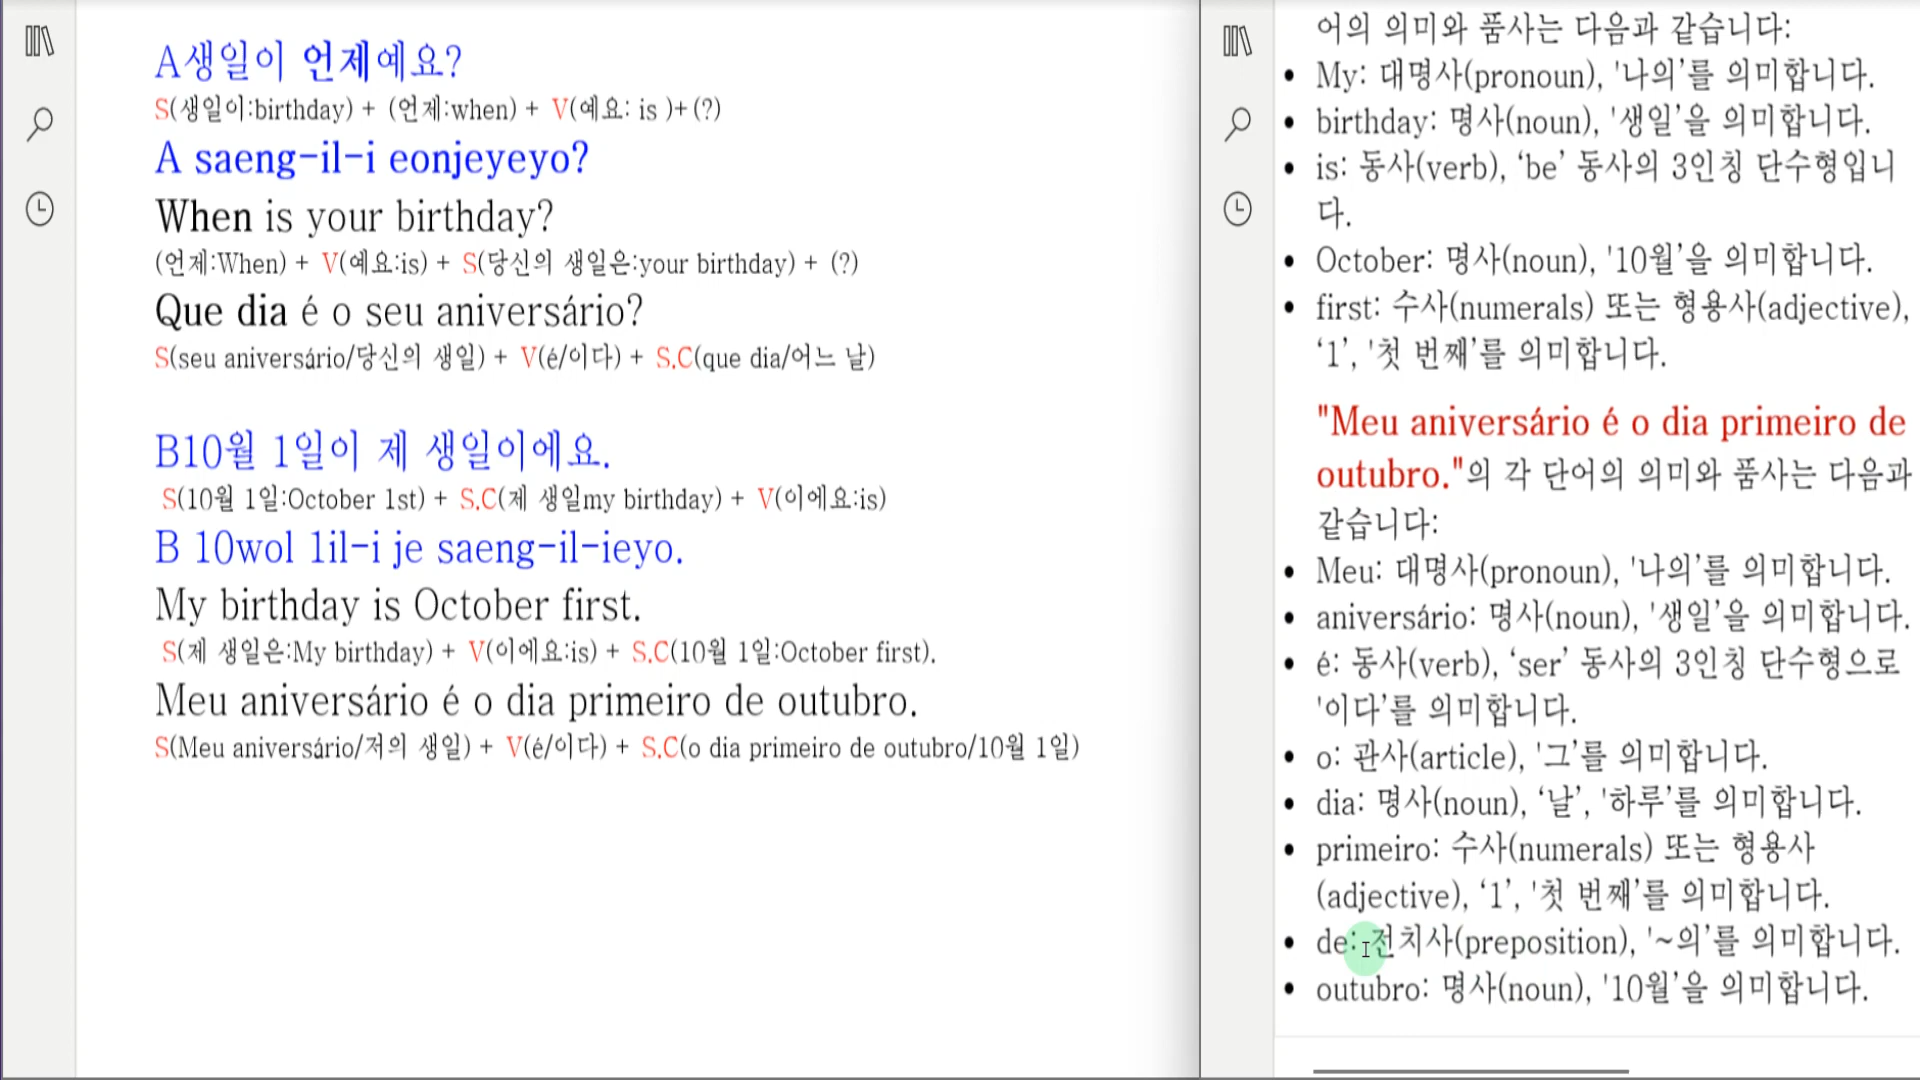 A생일이 언제예요?
S(생일이:birthday) + (언제:when) + V(예요: is )+(?)
A saeng-il-i eonjeyeyo?
When is your birthday?
(언제:When) + V(예요:is) + S(당신의 생일은:your birthday) + (?)
Que dia é o seu aniversário?
S(seu aniversário/당신의 생일) + V(é/이다) + S.C(que dia/어느 날)
B10월 1일이 제 생일이에요.
S(10월 1일:October 1st) + S.C(제 생일my birthday) + V(이에요:is)
B 10wol 1il-i je saeng-il-ieyo.
My birthday is October first.
S(제 생일은:My birthday) + V(이에요:is) + S.C(10월 1일:October first).
Meu aniversário é o dia primeiro de outubro.
S(Meu aniversário/저의 생일) + V(é/이다) + S.C(o dia primeiro de outubro/10월 1일)
어의 의미와 품사는 다음과 같습니다:
• My: 대명사(pronoun), '나의’를 의미합니다.
• birthday: 명사(noun), '생일’을 의미합니다.
• is: 동사(verb), ‘be’ 동사의 3인칭 단수형입니
다.
• October: 명사(noun), '10월’을 의미합니다.
• first: 수사(numerals) 또는 형용사(adjective),
‘1’, '첫 번째’를 의미합니다.
"Meu aniversário é o dia primeiro de
outubro."의 각 단어의 의미와 품사는 다음과
같습니다:
• Meu: 대명사(pronoun), '나의’를 의미합니다.
• aniversário: 명사(noun), '생일’을 의미합니다.
• é: 동사(verb), ‘ser’ 동사의 3인칭 단수형으로
'이다’를 의미합니다.
• o: 관사(article), '그’를 의미합니다.
• dia: 명사(noun), ‘날’, '하루’를 의미합니다.
• primeiro: 수사(numerals) 또는 형용사
(adjective), ‘1’, '첫 번째’를 의미합니다.
• de: 전치사(preposition), '~의’를 의미합니다.
• outubro: 명사(noun), '10월’을 의미합니다.